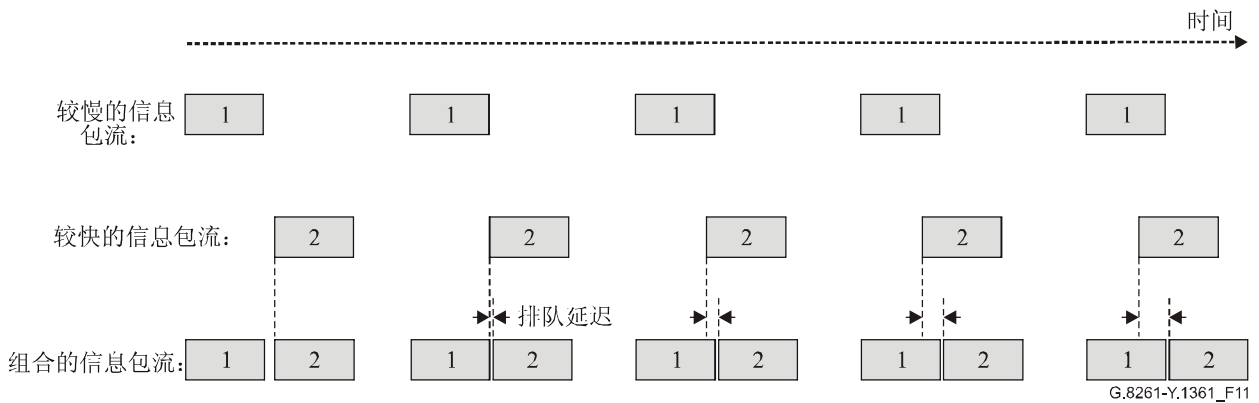 时间
较慢的信息
包流：
1 1 1 1 1
较快的信息包流：
2 2 2 2 2
排队延迟
组合的信息包流：
1 2 1 2 1 2 1 2 1 2
G.8261-Y.1361_F11